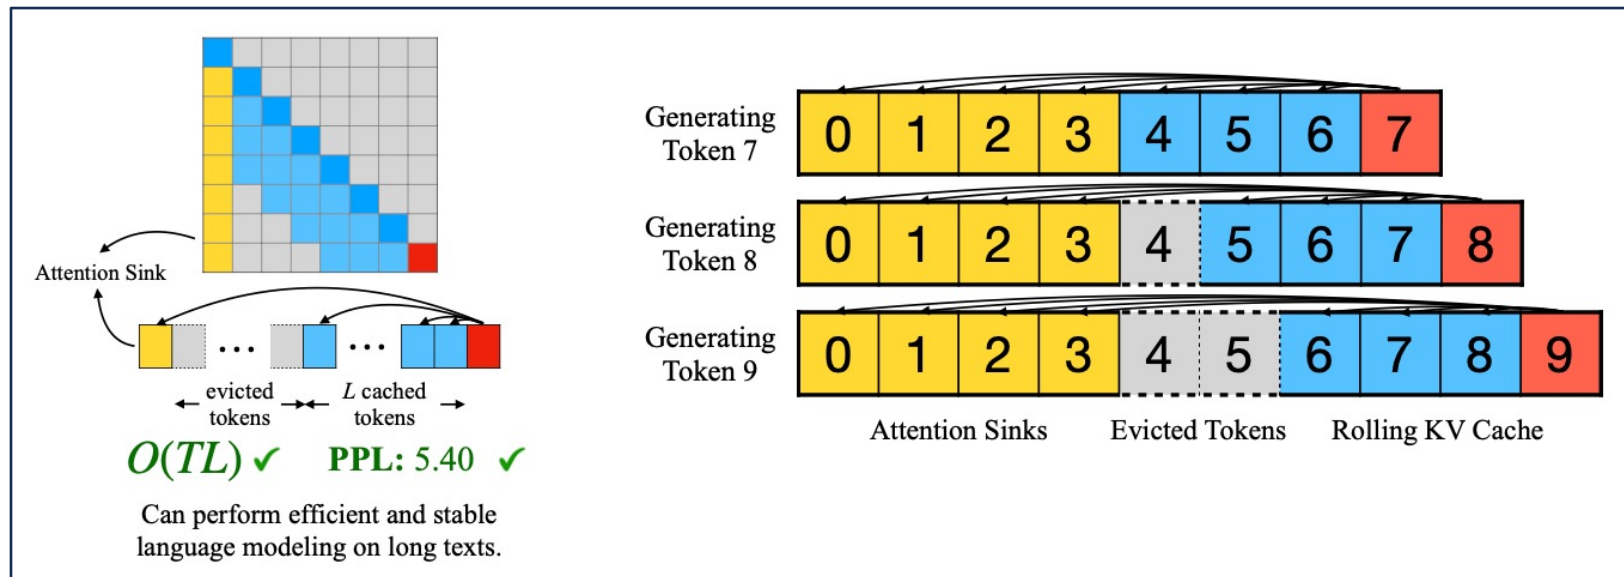 Attention Sink
...
...
evicted
tokens
L cached
tokens
O(TL) ✓ PPL: 5.40 ✓
Can perform efficient and stable
language modeling on long texts.
Generating
Token 7
0 1 2 3 4 5 6 7
Generating
Token 8
0 1 2 3 4 5 6 7 8
Generating
Token 9
0 1 2 3 4 5 6 7 8 9
Attention Sinks Evicted Tokens Rolling KV Cache